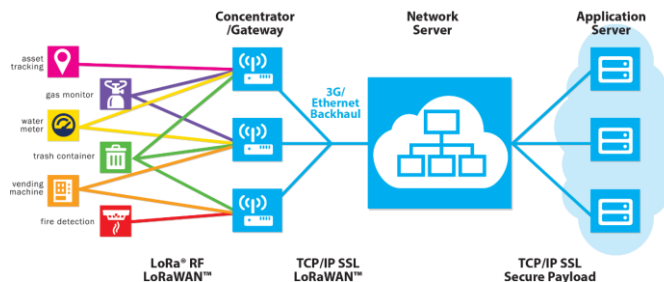 Concentrator
/Gateway
Network
Server
Application
Server
asset
tracking
gas monitor
water
meter
trash container
vending
machine
fire detection
3G/
Ethernet
Backhaul
LoRa® RF
LoRaWAN™
TCP/IP SSL
LoRaWAN™
TCP/IP SSL
Secure Payload